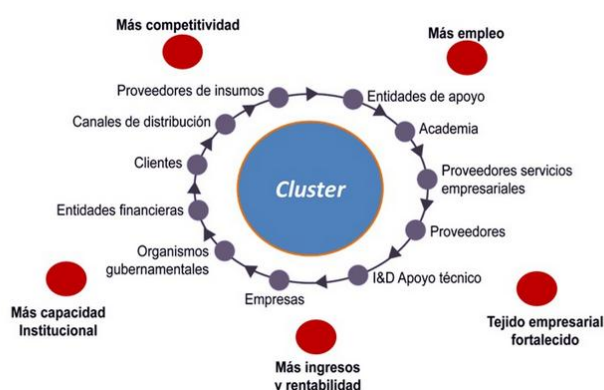 Más competitividad
Más empleo
Proveedores de insumos
Entidades de apoyo
Canales de distribución
Academia
Clientes
Proveedores servicios
empresariales
Cluster
Entidades financieras
Proveedores
Organismos
gubernamentales
I&D Apoyo técnico
Empresas
Más capacidad
Institucional
Tejido empresarial
fortalecido
Más ingresos
y rentabilidad